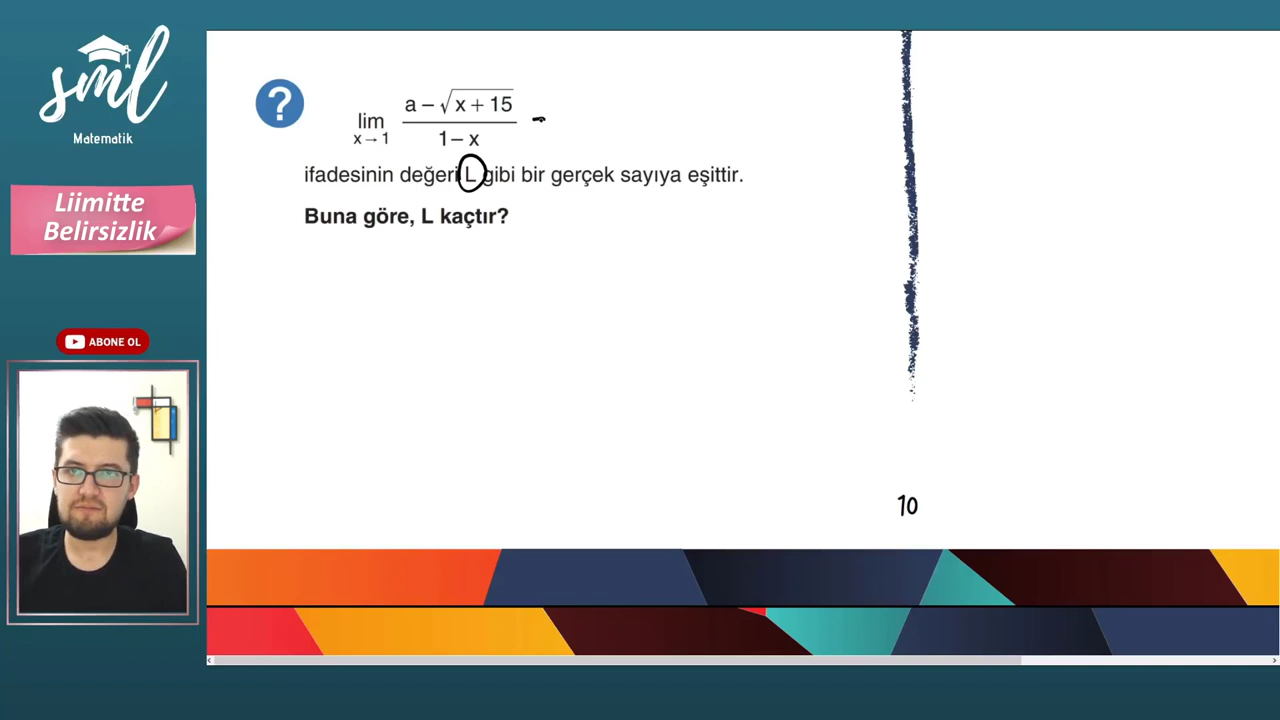 sml
Matematik
Liimitte
Belirsizlik
ABONE OL
?
lim x→1 a – √x + 15 / 1 – x -
ifadesinin değeri L gibi bir gerçek sayıya eşittir.
Buna göre, L kaçtır?
10